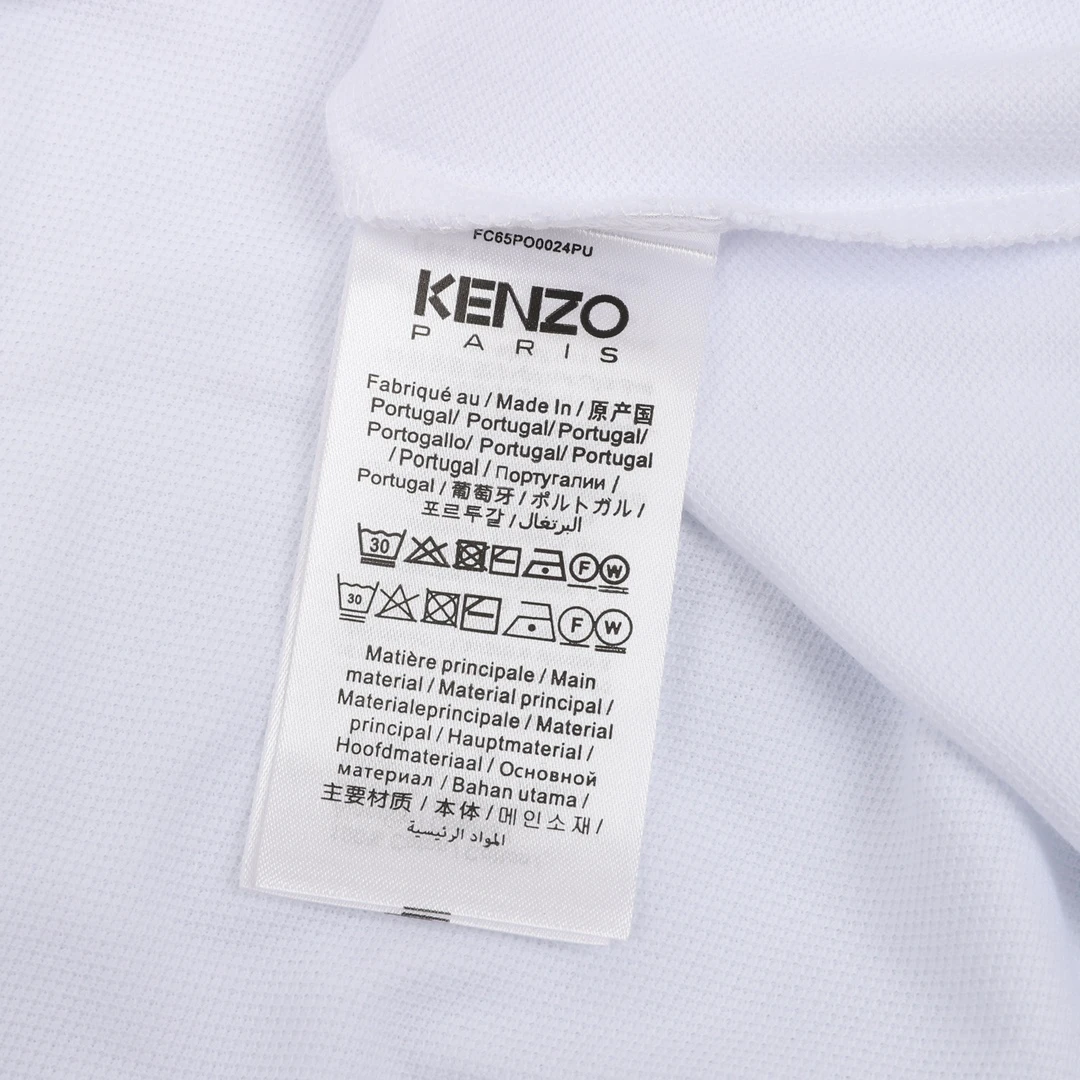 FC65PO0024PU
KENZO
PARIS
Fabriqué au / Made In / 原产国
Portugal/ Portugal/ Portugal/
Portogallo/ Portugal/ Portugal
/ Portugal / Португалии /
Portugal / 葡萄牙 / ポルトガル /
포르투갈 / البرتغال/
30 F W
30 F W
Matière principale / Main
material / Material principal /
Materialeprincipale / Material
principal / Hauptmaterial /
Hoofdmateriaal / Основной
материал / Bahan utama /
主要材质 / 本体 / 메인소재 /
المواد الرئيسية